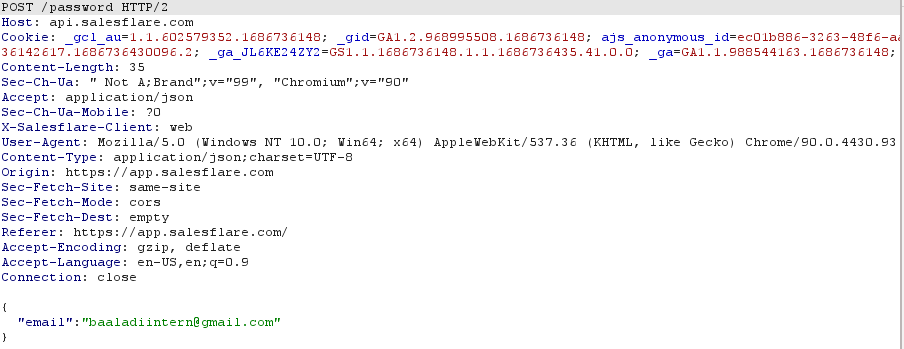 POST /password HTTP/2
Host: api.salesflare.com
Cookie: _gcl_au=1.1.602579352.1686736148; _gid=GA1.2.968995508.1686736148; ajs_anonymous_id=ec01b886-3263-48f6-aa
36142617.1686736430096.2; _ga_JL6KE24ZY2=GS1.1.1686736148.1.1.1686736435.41.0.0; _ga=GA1.1.988544163.1686736148;
Content-Length: 35
Sec-Ch-Ua: " Not A;Brand";v="99", "Chromium";v="90"
Accept: application/json
Sec-Ch-Ua-Mobile: ?0
X-Salesflare-Client: web
User-Agent: Mozilla/5.0 (Windows NT 10.0; Win64; x64) AppleWebKit/537.36 (KHTML, like Gecko) Chrome/90.0.4430.93
Content-Type: application/json;charset=UTF-8
Origin: https://app.salesflare.com
Sec-Fetch-Site: same-site
Sec-Fetch-Mode: cors
Sec-Fetch-Dest: empty
Referer: https://app.salesflare.com/
Accept-Encoding: gzip, deflate
Accept-Language: en-US,en;q=0.9
Connection: close
{
"email":"baaladiintern@gmail.com"
}